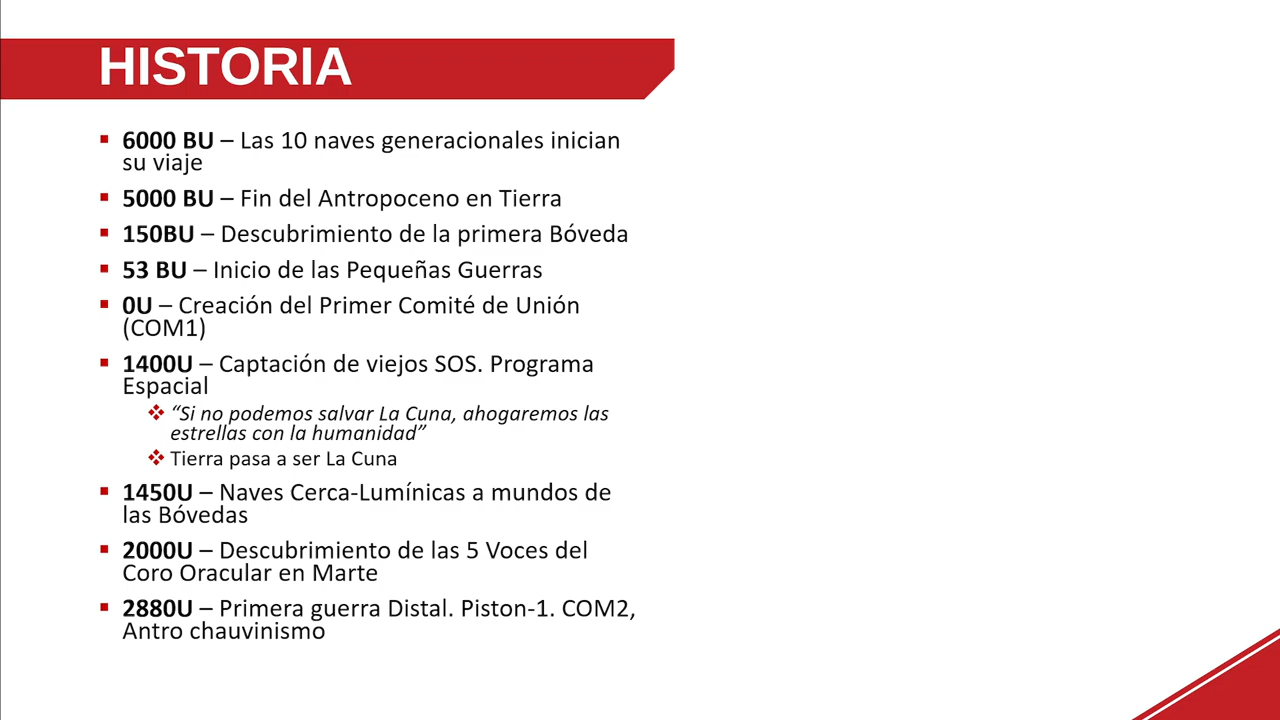 HISTORIA
6000 BU – Las 10 naves generacionales inician
su viaje
5000 BU – Fin del Antropoceno en Tierra
150BU – Descubrimiento de la primera Bóveda
53 BU – Inicio de las Pequeñas Guerras
0U – Creación del Primer Comité de Unión
(COM1)
1400U – Captación de viejos SOS. Programa
Espacial
“Si no podemos salvar La Cuna, ahogaremos las
estrellas con la humanidad”
Tierra pasa a ser La Cuna
1450U – Naves Cerca-Lumínicas a mundos de
las Bóvedas
2000U – Descubrimiento de las 5 Voces del
Coro Oracular en Marte
2880U – Primera guerra Distal. Piston-1. COM2,
Antro chauvinismo